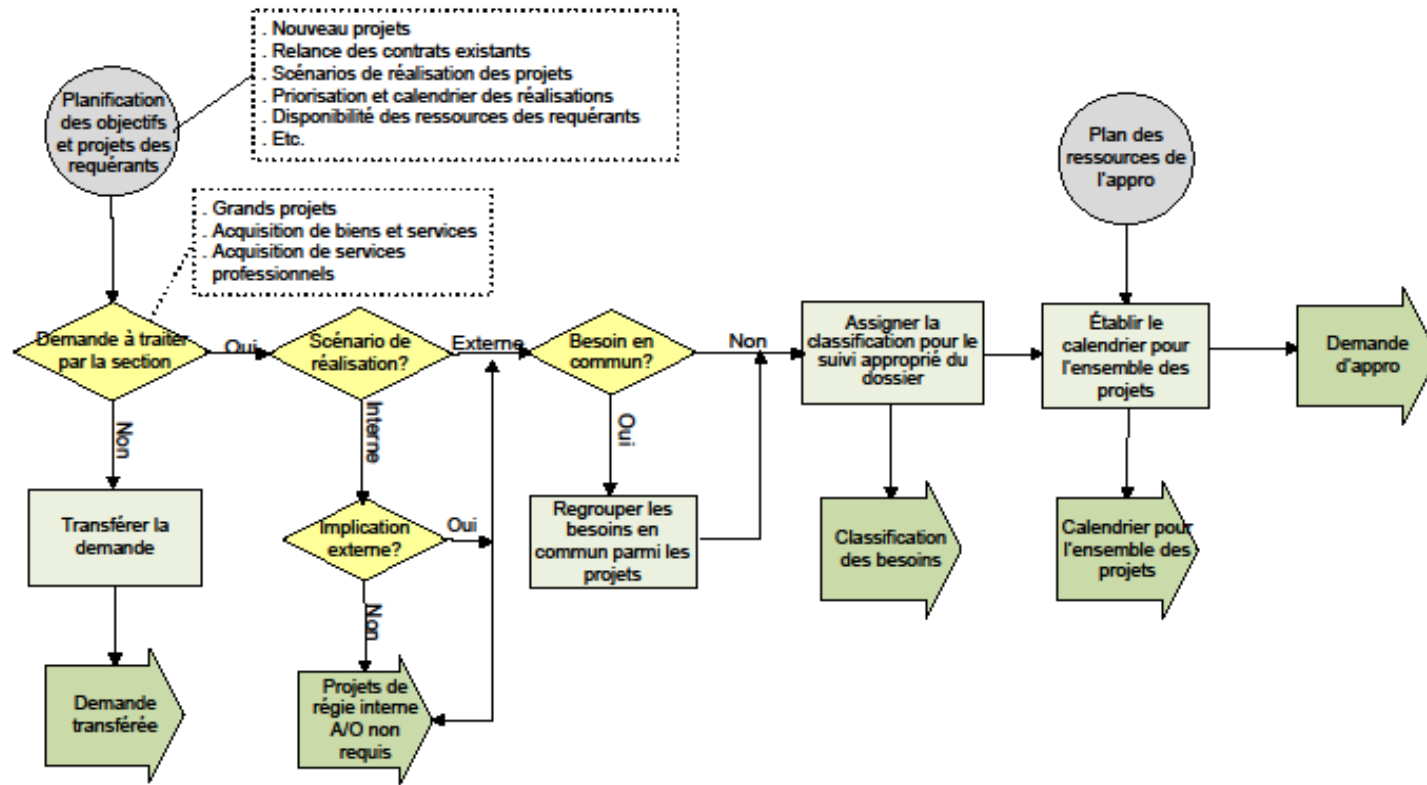 . Nouveau projets
. Relance des contrats existants
. Scénarios de réalisation des projets
. Priorisation et calendrier des réalisations
. Disponibilité des ressources des requérants
. Etc.
Planification
des objectifs
et projets des
requérants
Plan des
ressources de
l'appro
. Grands projets
. Acquisition de biens et services
. Acquisition de services
professionnels
Demande à traiter
par la section
Oui
Scénario de
réalisation?
Externe
Besoin en
commun?
Non
Assigner la
classification pour le
suivi approprié du
dossier
Établir le
calendrier pour
l'ensemble des
projets
Demande
d'appro
Non
Interne
Oui
Transférer la
demande
Implication
externe?
Oui
Regrouper les
besoins en
commun parmi les
projets
Classification
des besoins
Calendrier pour
l'ensemble des
projets
Non
Demande
transférée
Projets de
régie interne
A/O non
requis